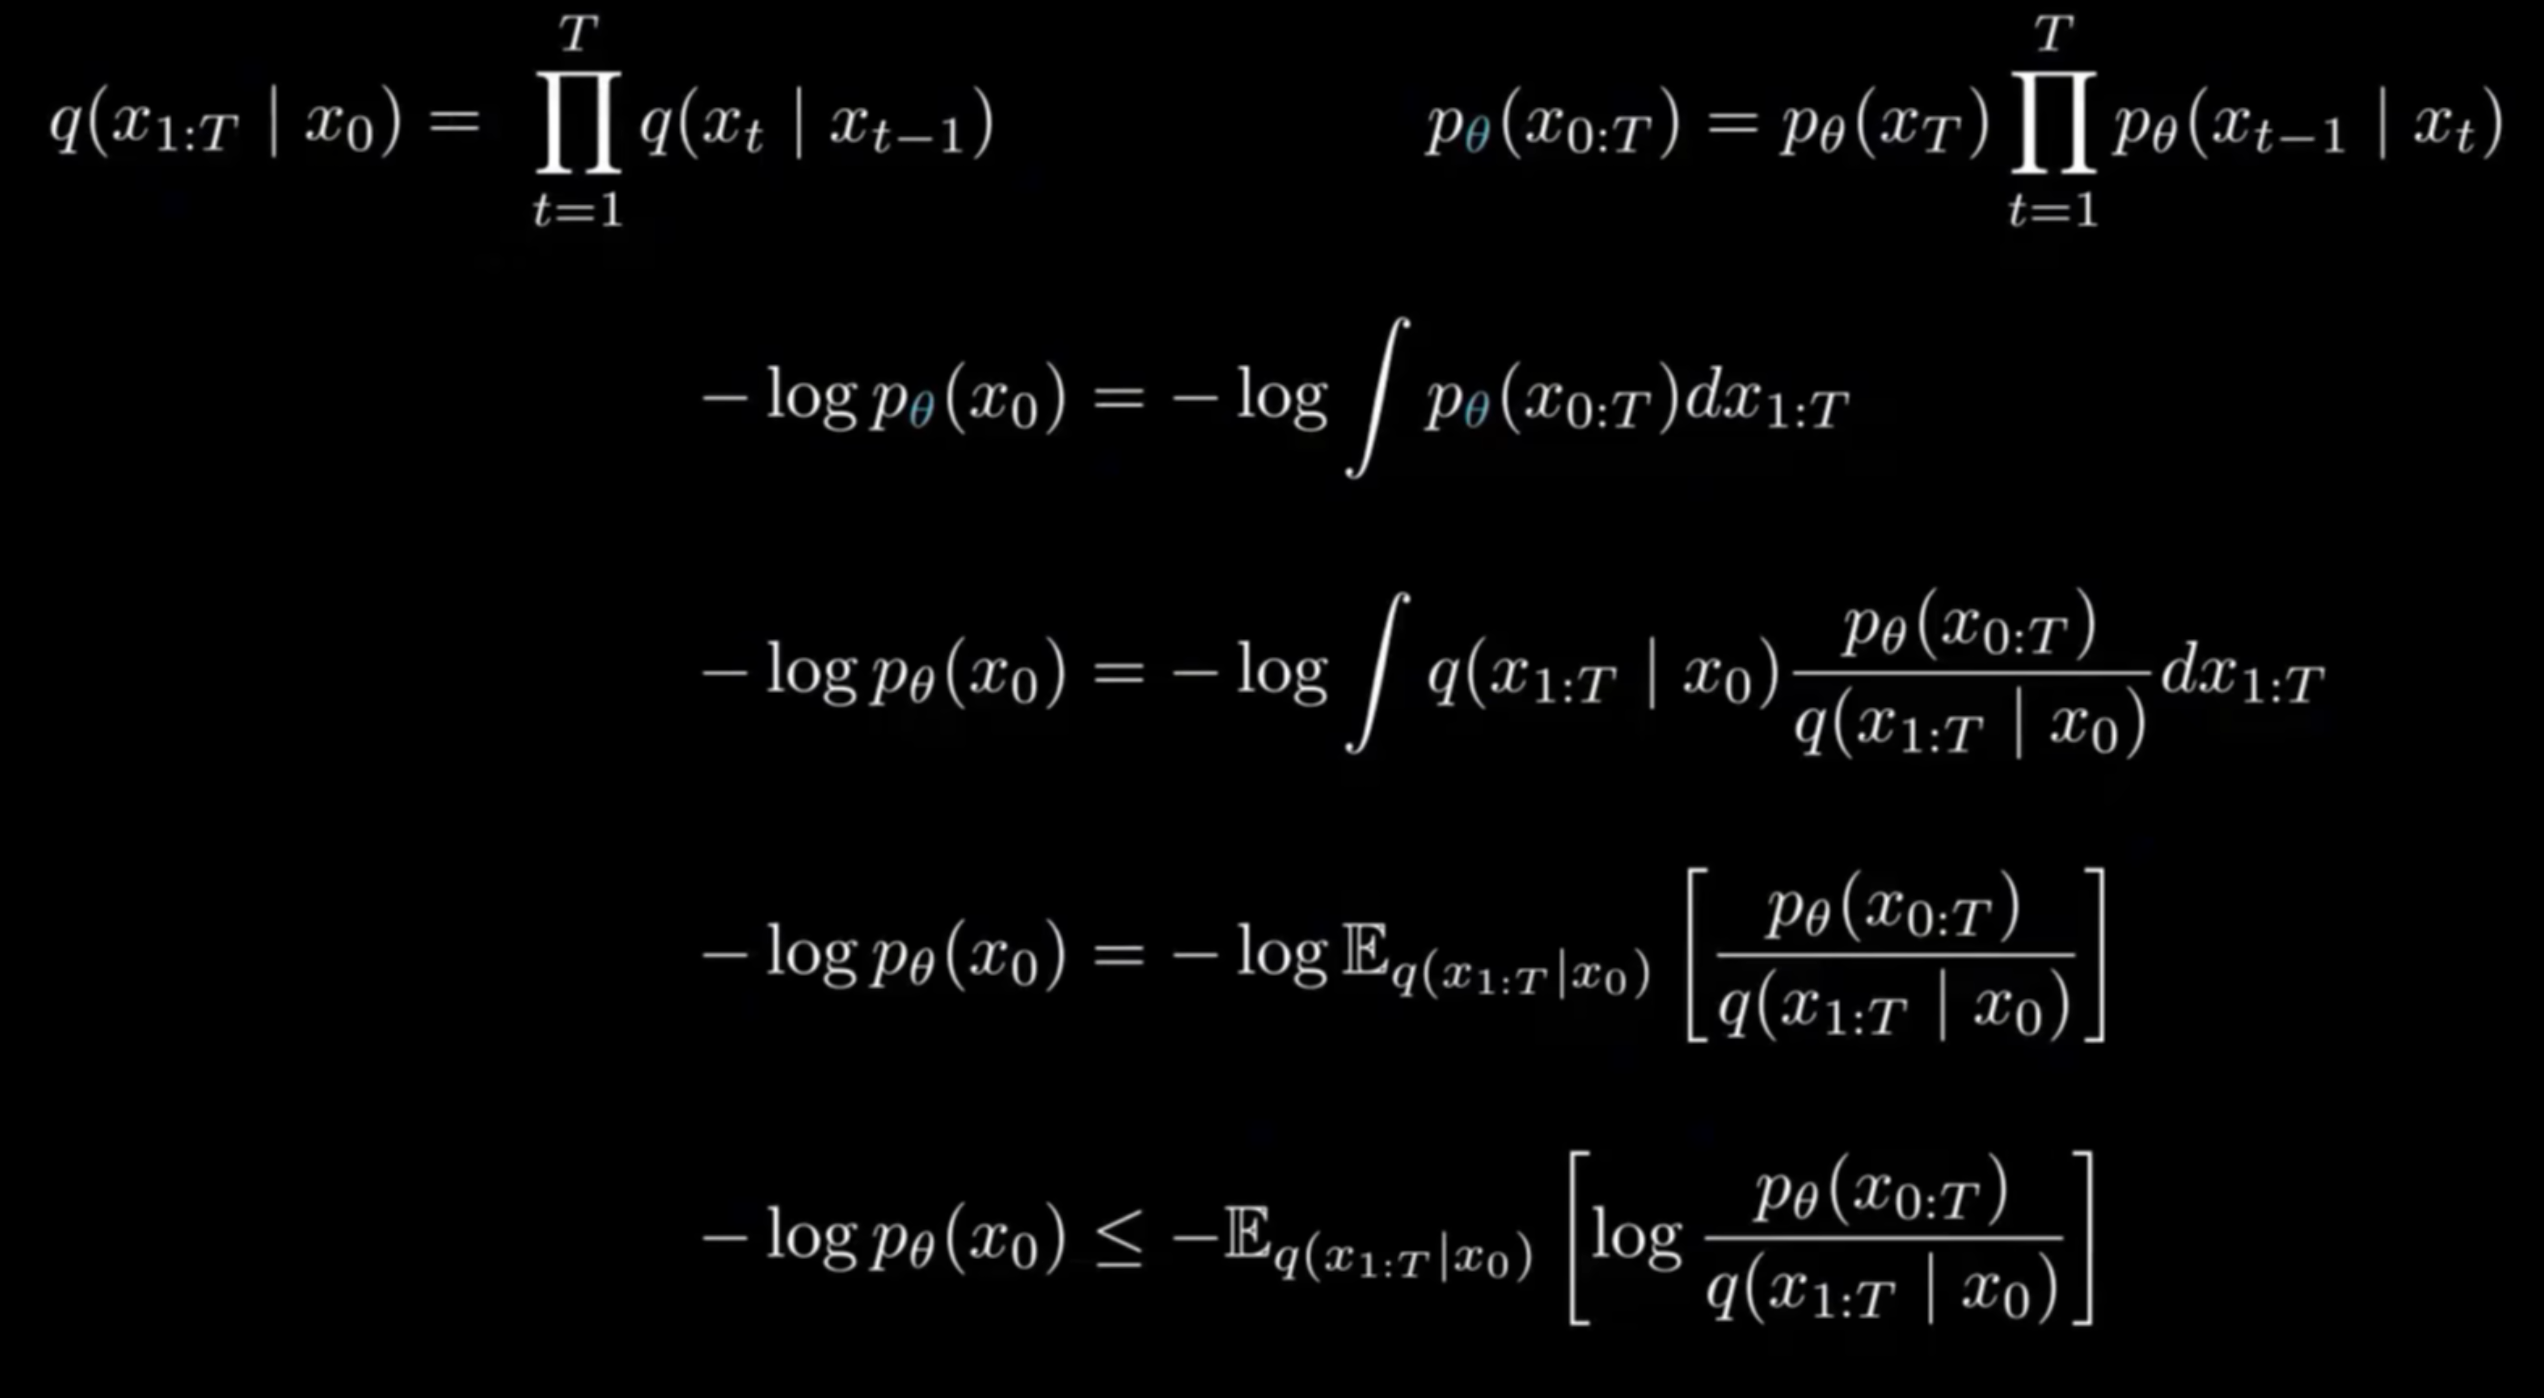 $q(x_{1:T} \mid x_0) = \prod_{t=1}^{T} q(x_t \mid x_{t-1})$ $p_\theta(x_{0:T}) = p_\theta(x_T) \prod_{t=1}^{T} p_\theta(x_{t-1} \mid x_t)$
$-\log p_\theta(x_0) = -\log \int p_\theta(x_{0:T}) dx_{1:T}$
$-\log p_\theta(x_0) = -\log \int q(x_{1:T} \mid x_0) \frac{p_\theta(x_{0:T})}{q(x_{1:T} \mid x_0)} dx_{1:T}$
$-\log p_\theta(x_0) = -\log \mathbb{E}_{q(x_{1:T}|x_0)} \left[ \frac{p_\theta(x_{0:T})}{q(x_{1:T} \mid x_0)} \right]$
$-\log p_\theta(x_0) \leq -\mathbb{E}_{q(x_{1:T}|x_0)} \left[ \log \frac{p_\theta(x_{0:T})}{q(x_{1:T} \mid x_0)} \right]$